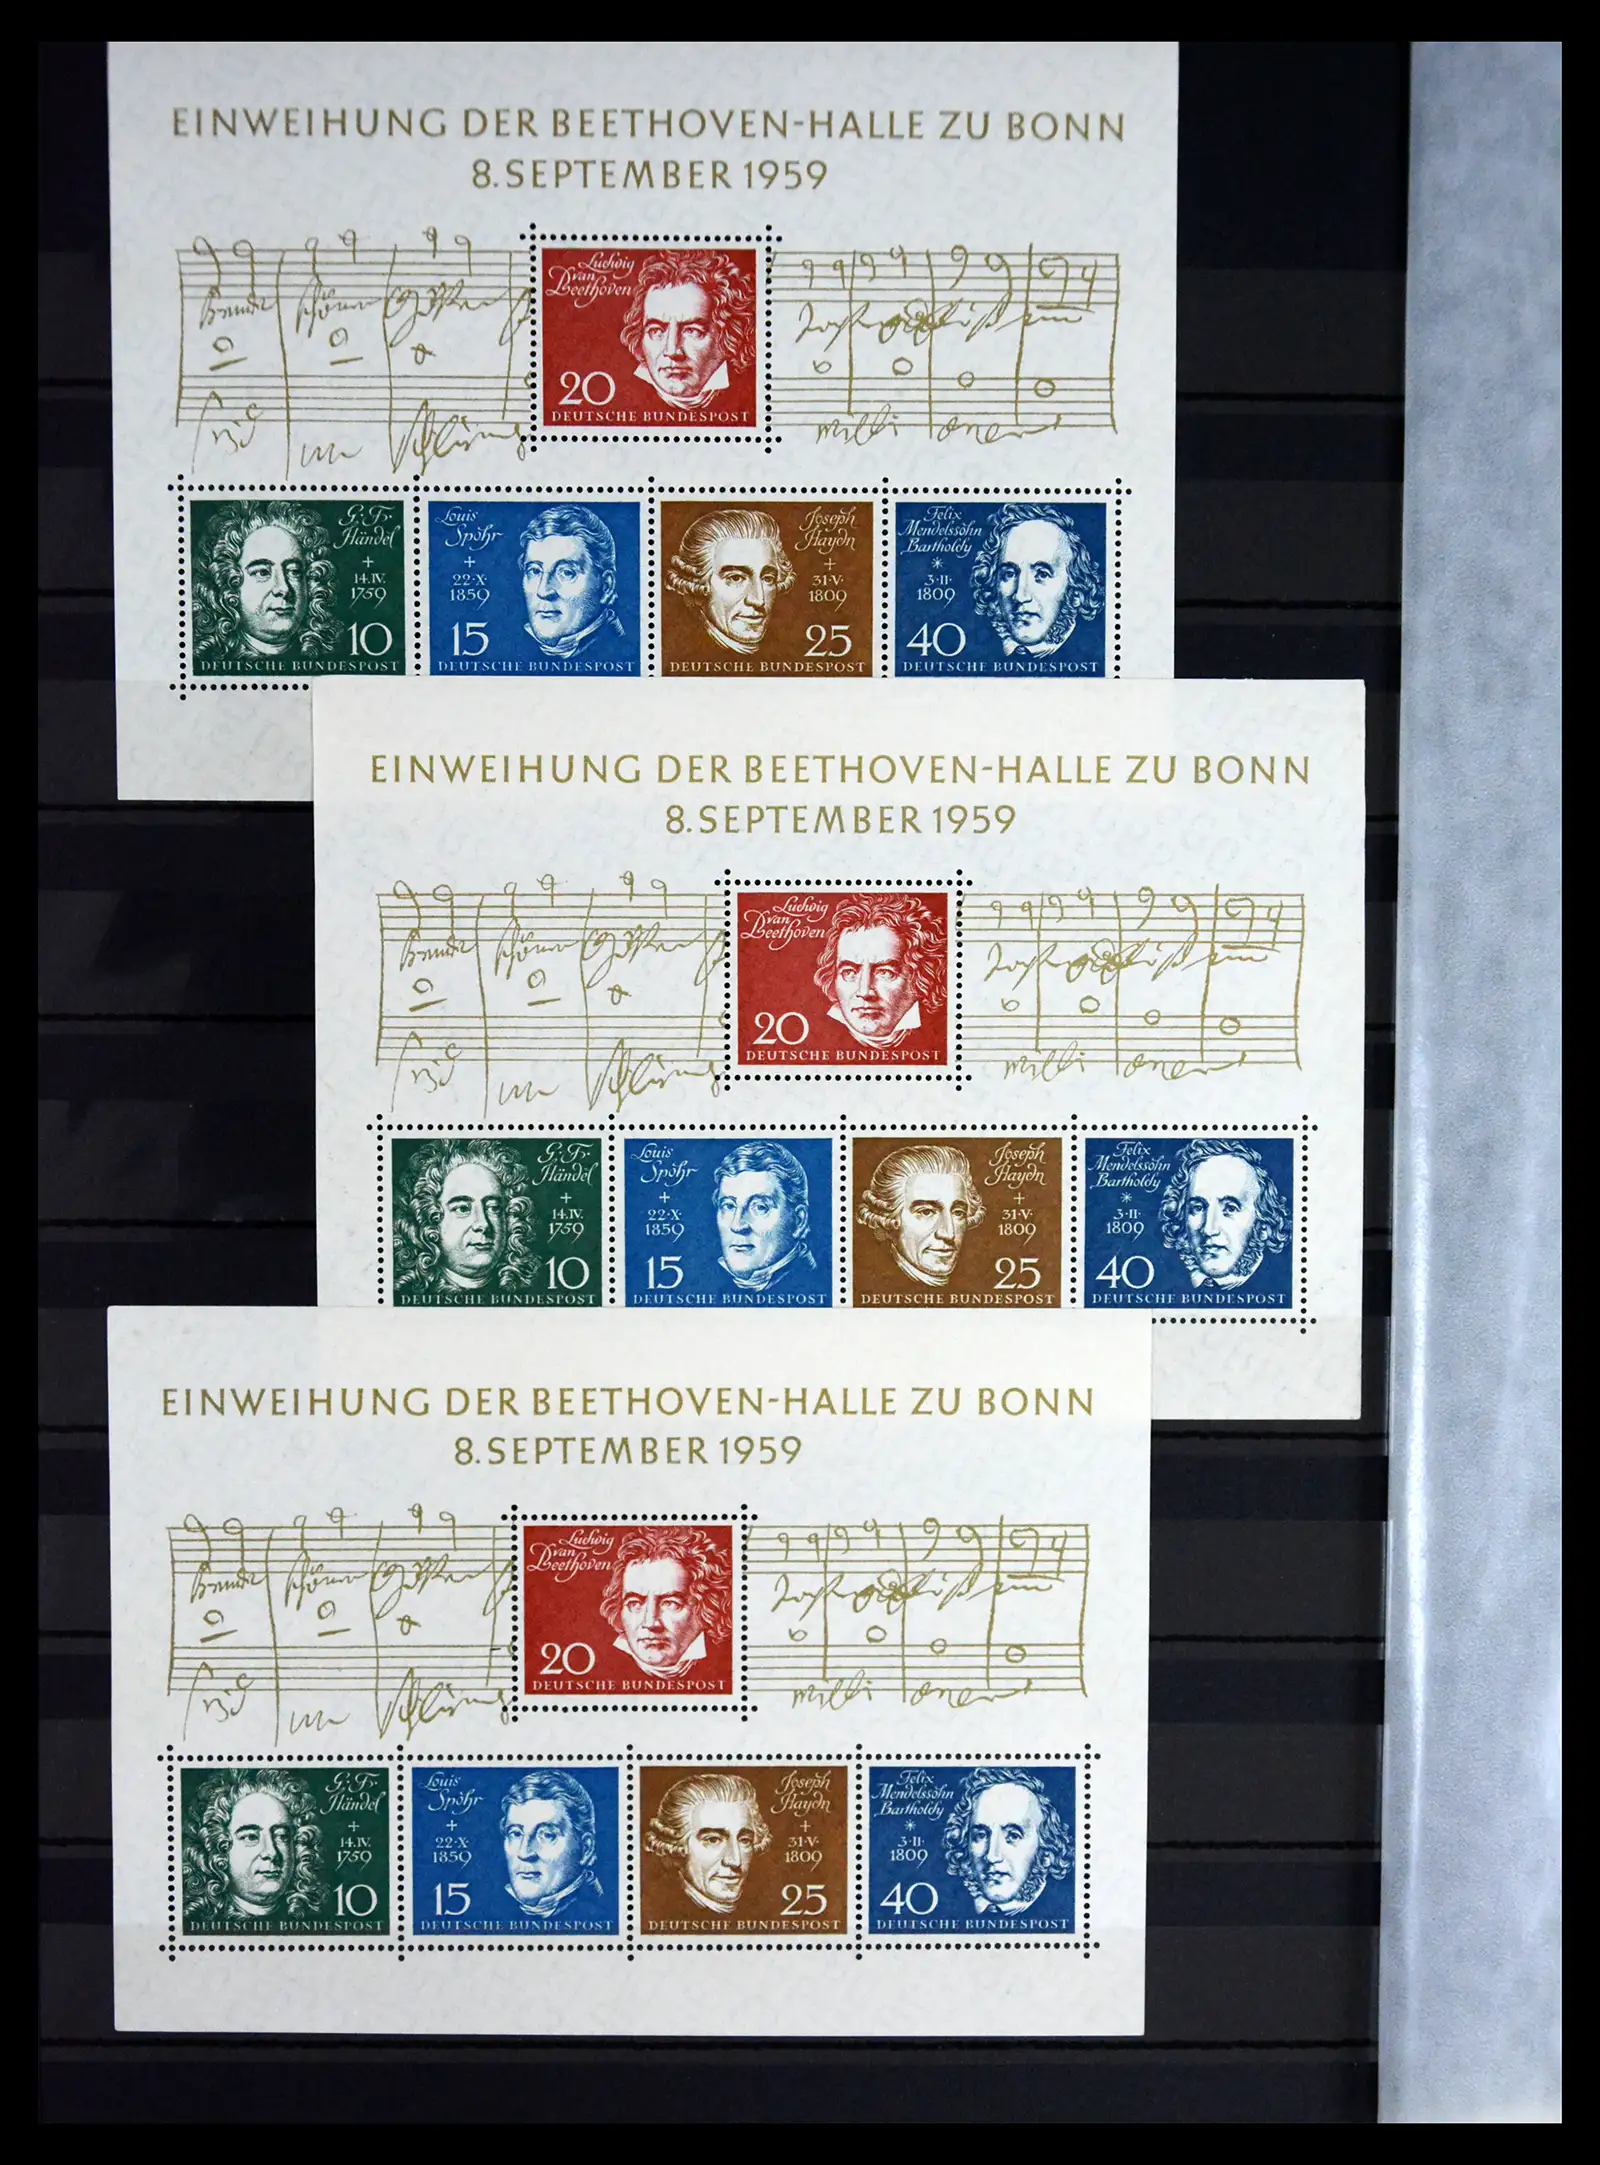 EINWEIHUNG DER BEETHOVEN-HALLE ZU BONN
8. SEPTEMBER 1959
Ludwig
van
Beethoven
20
DEUTSCHE BUNDESPOST
G. Fr.
Händel
+
14.IV.
1759
10
DEUTSCHE BUNDESPOST
Louis
Spohr
+
22·X·
1859
15
DEUTSCHE BUNDESPOST
Joseph
Haydn
+
31·V·
1809
25
DEUTSCHE BUNDESPOST
Felix
Mendelssohn
Bartholdy
*
3·II·
1809
40
DEUTSCHE BUNDESPOST
EINWEIHUNG DER BEETHOVEN-HALLE ZU BONN
8. SEPTEMBER 1959
Ludwig
van
Beethoven
20
DEUTSCHE BUNDESPOST
G. Fr.
Händel
+
14.IV.
1759
10
DEUTSCHE BUNDESPOST
Louis
Spohr
+
22·X·
1859
15
DEUTSCHE BUNDESPOST
Joseph
Haydn
+
31·V·
1809
25
DEUTSCHE BUNDESPOST
Felix
Mendelssohn
Bartholdy
*
3·II·
1809
40
DEUTSCHE BUNDESPOST
EINWEIHUNG DER BEETHOVEN-HALLE ZU BONN
8. SEPTEMBER 1959
Ludwig
van
Beethoven
20
DEUTSCHE BUNDESPOST
G. Fr.
Händel
+
14.IV.
1759
10
DEUTSCHE BUNDESPOST
Louis
Spohr
+
22·X·
1859
15
DEUTSCHE BUNDESPOST
Joseph
Haydn
+
31·V·
1809
25
DEUTSCHE BUNDESPOST
Felix
Mendelssohn
Bartholdy
*
3·II·
1809
40
DEUTSCHE BUNDESPOST